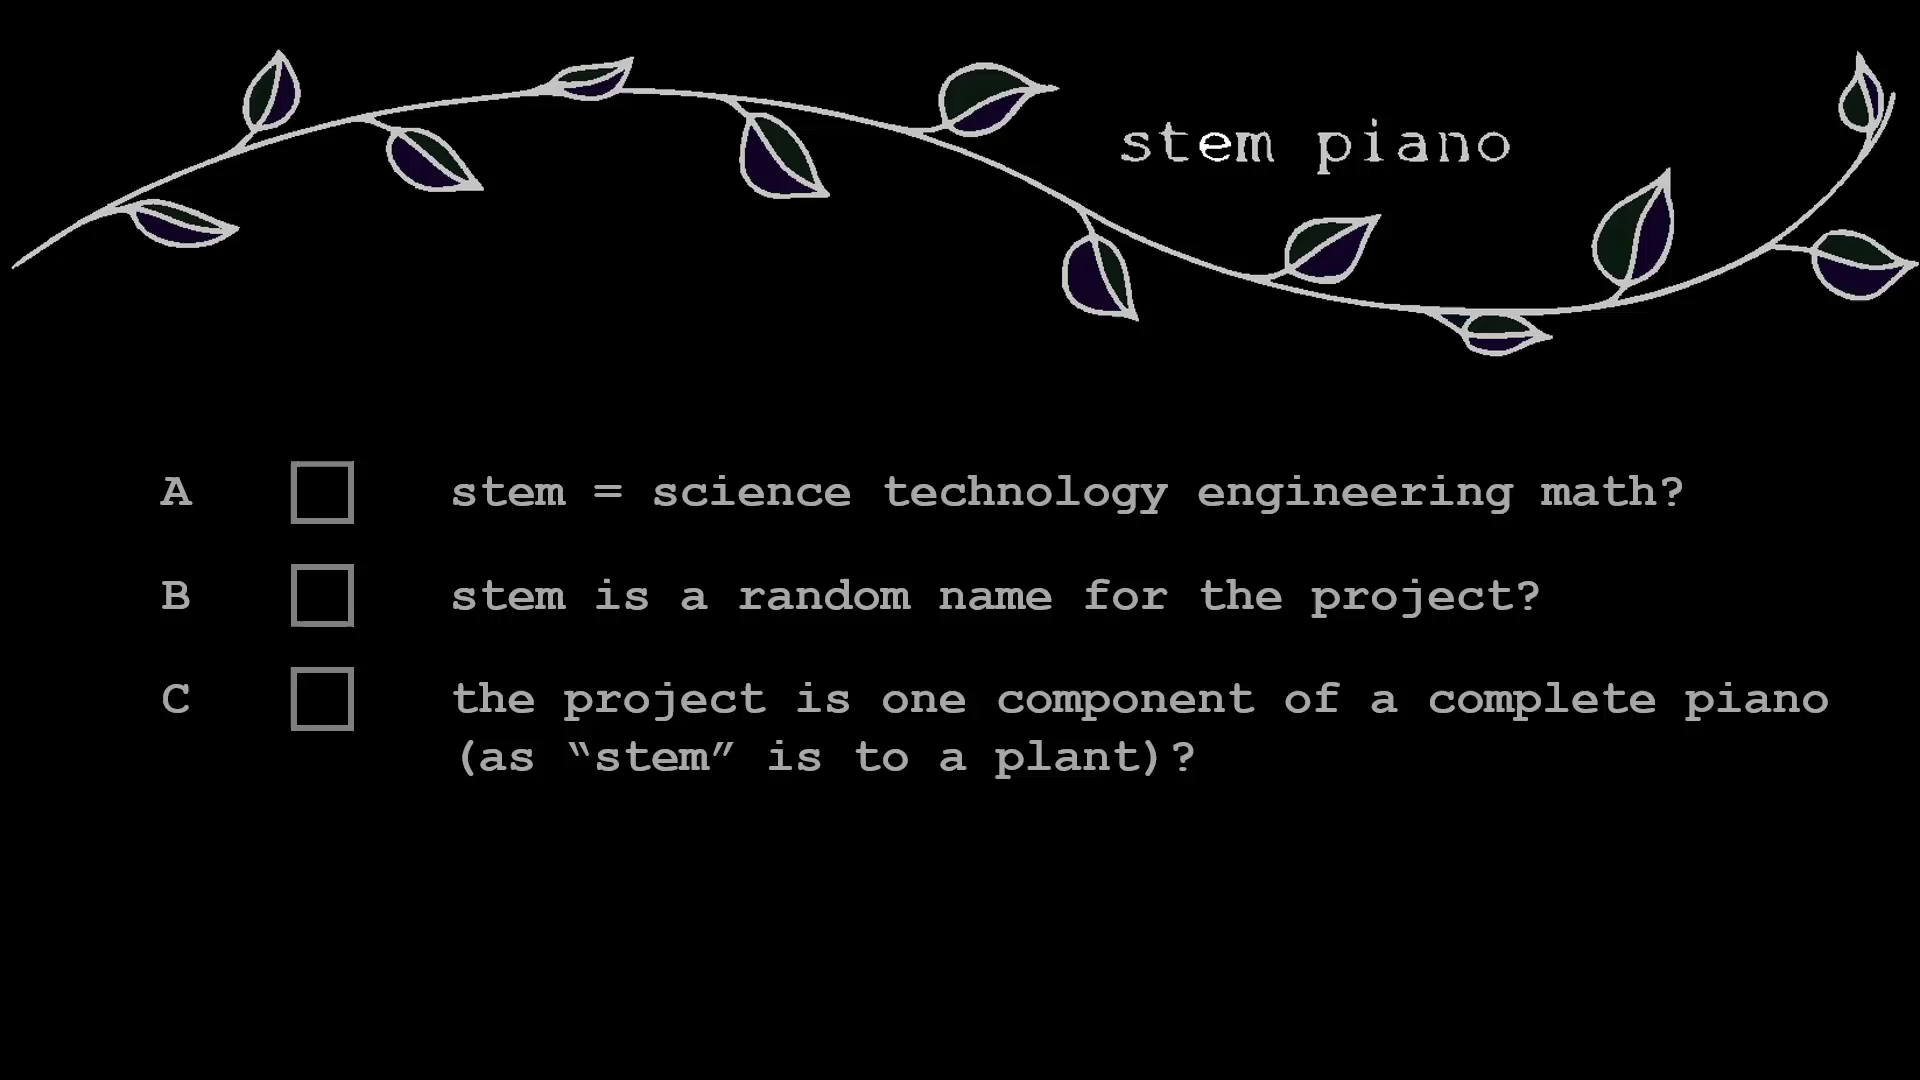 stem piano
A stem = science technology engineering math?
B stem is a random name for the project?
C the project is one component of a complete piano
(as “stem” is to a plant)?